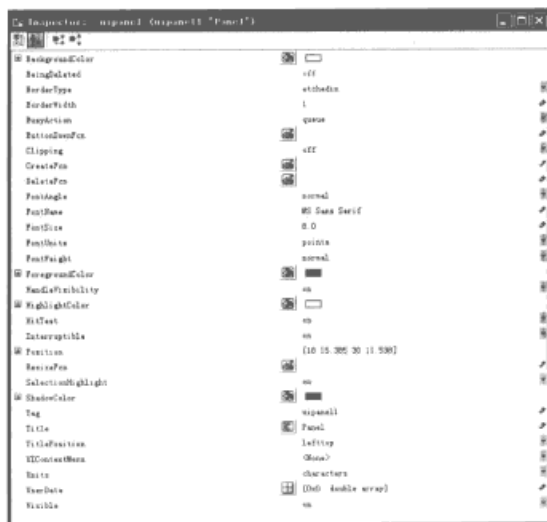 Inspector: uipanel (uipanel1 "Panel")
BackgroundColor
BeingDeleted off
BorderType etchedin
BorderWidth 1
BusyAction queue
ButtonDownFcn
Clipping off
CreateFcn
DeleteFcn
FontAngle normal
FontName MS Sans Serif
FontSize 8.0
FontUnits points
FontWeight normal
ForegroundColor
HandleVisibility on
HighlightColor
HitTest on
Interruptible on
Position
ResizeFcn
SelectionHighlight on
ShadowColor
Tag uipanel1
Title Panel
TitlePosition lefttop
UIContextMenu <None>
Units characters
UserData [0x0 double array]
Visible on